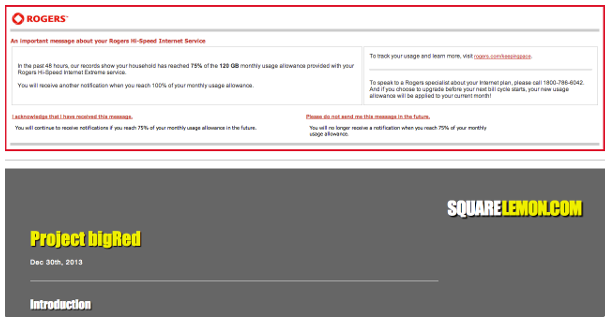 ROGERS™
An important message about your Rogers Hi-Speed Internet Service
In the past 48 hours, our records show your household has reached 75% of the 120 GB monthly usage allowance provided with your
Rogers Hi-Speed Internet Extreme service.
You will receive another notification when you reach 100% of your monthly usage allowance.
To track your usage and learn more, visit rogers.com/keepingpace.
To speak to a Rogers specialist about your Internet plan, please call 1800-786-6042.
And if you choose to upgrade before your next bill cycle starts, your new usage
allowance will be applied to your current month!
I acknowledge that I have received this message.
You will continue to receive notifications if you reach 75% of your monthly usage allowance in the future.
Please do not send me this message in the future.
You will no longer receive a notification when you reach 75% of your monthly
usage allowance.
SQUARELEMON.COM
Project bigRed
Dec 30th, 2013
Introduction